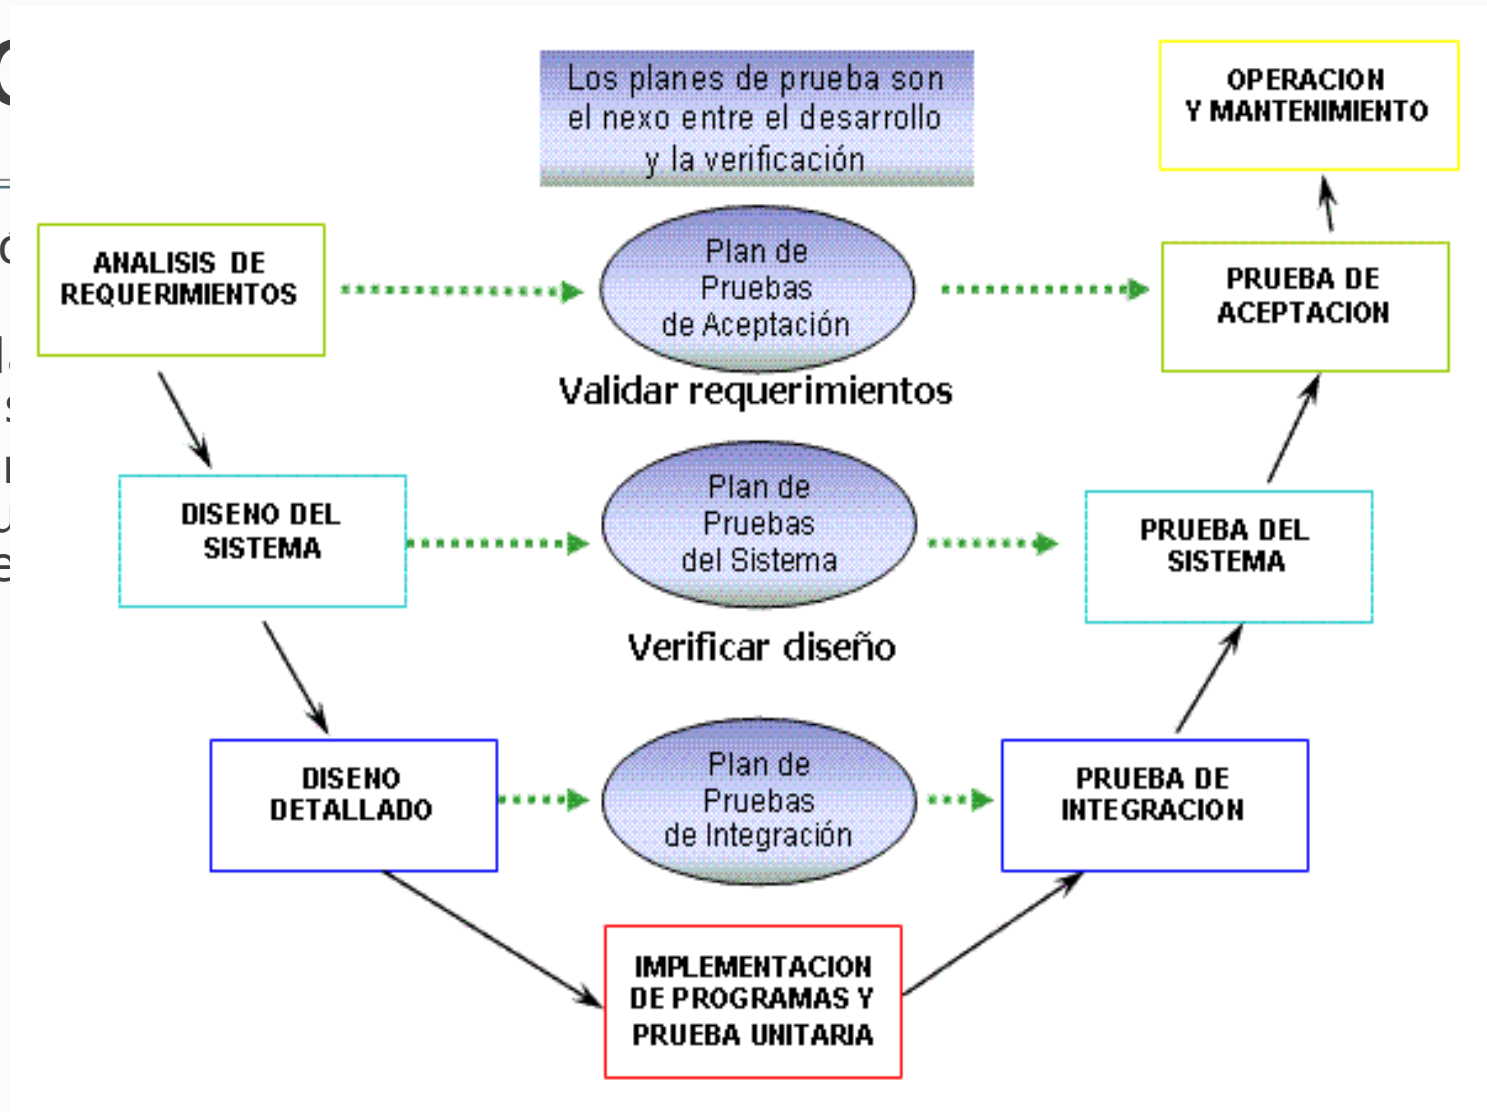 Los planes de prueba son
el nexo entre el desarrollo
y la verificación
OPERACION
Y MANTENIMIENTO
ANALISIS DE
REQUERIMIENTOS
Plan de
Pruebas
de Aceptación
PRUEBA DE
ACEPTACION
Validar requerimientos
DISENO DEL
SISTEMA
Plan de
Pruebas
del Sistema
PRUEBA DEL
SISTEMA
Verificar diseño
DISENO
DETALLADO
Plan de
Pruebas
de Integración
PRUEBA DE
INTEGRACION
IMPLEMENTACION
DE PROGRAMAS Y
PRUEBA UNITARIA